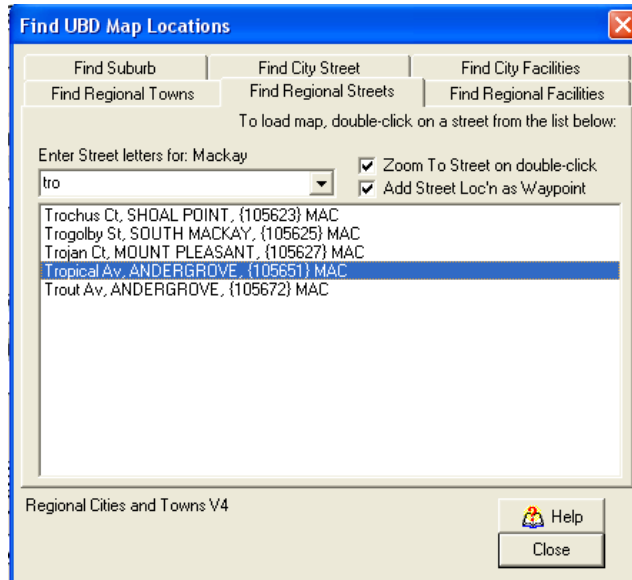 Find UBD Map Locations
Find Suburb
Find City Street
Find City Facilities
Find Regional Towns
Find Regional Streets
Find Regional Facilities
To load map, double-click on a street from the list below:
Enter Street letters for: Mackay
Zoom To Street on double-click
tro
Add Street Loc'n as Waypoint
Trochus Ct, SHOAL POINT, {105623} MAC
Trogolby St, SOUTH MACKAY, {105625} MAC
Trojan Ct, MOUNT PLEASANT, {105627} MAC
Tropical Av, ANDERGROVE, {105651} MAC
Trout Av, ANDERGROVE, {105672} MAC
Regional Cities and Towns V4
Help
Close